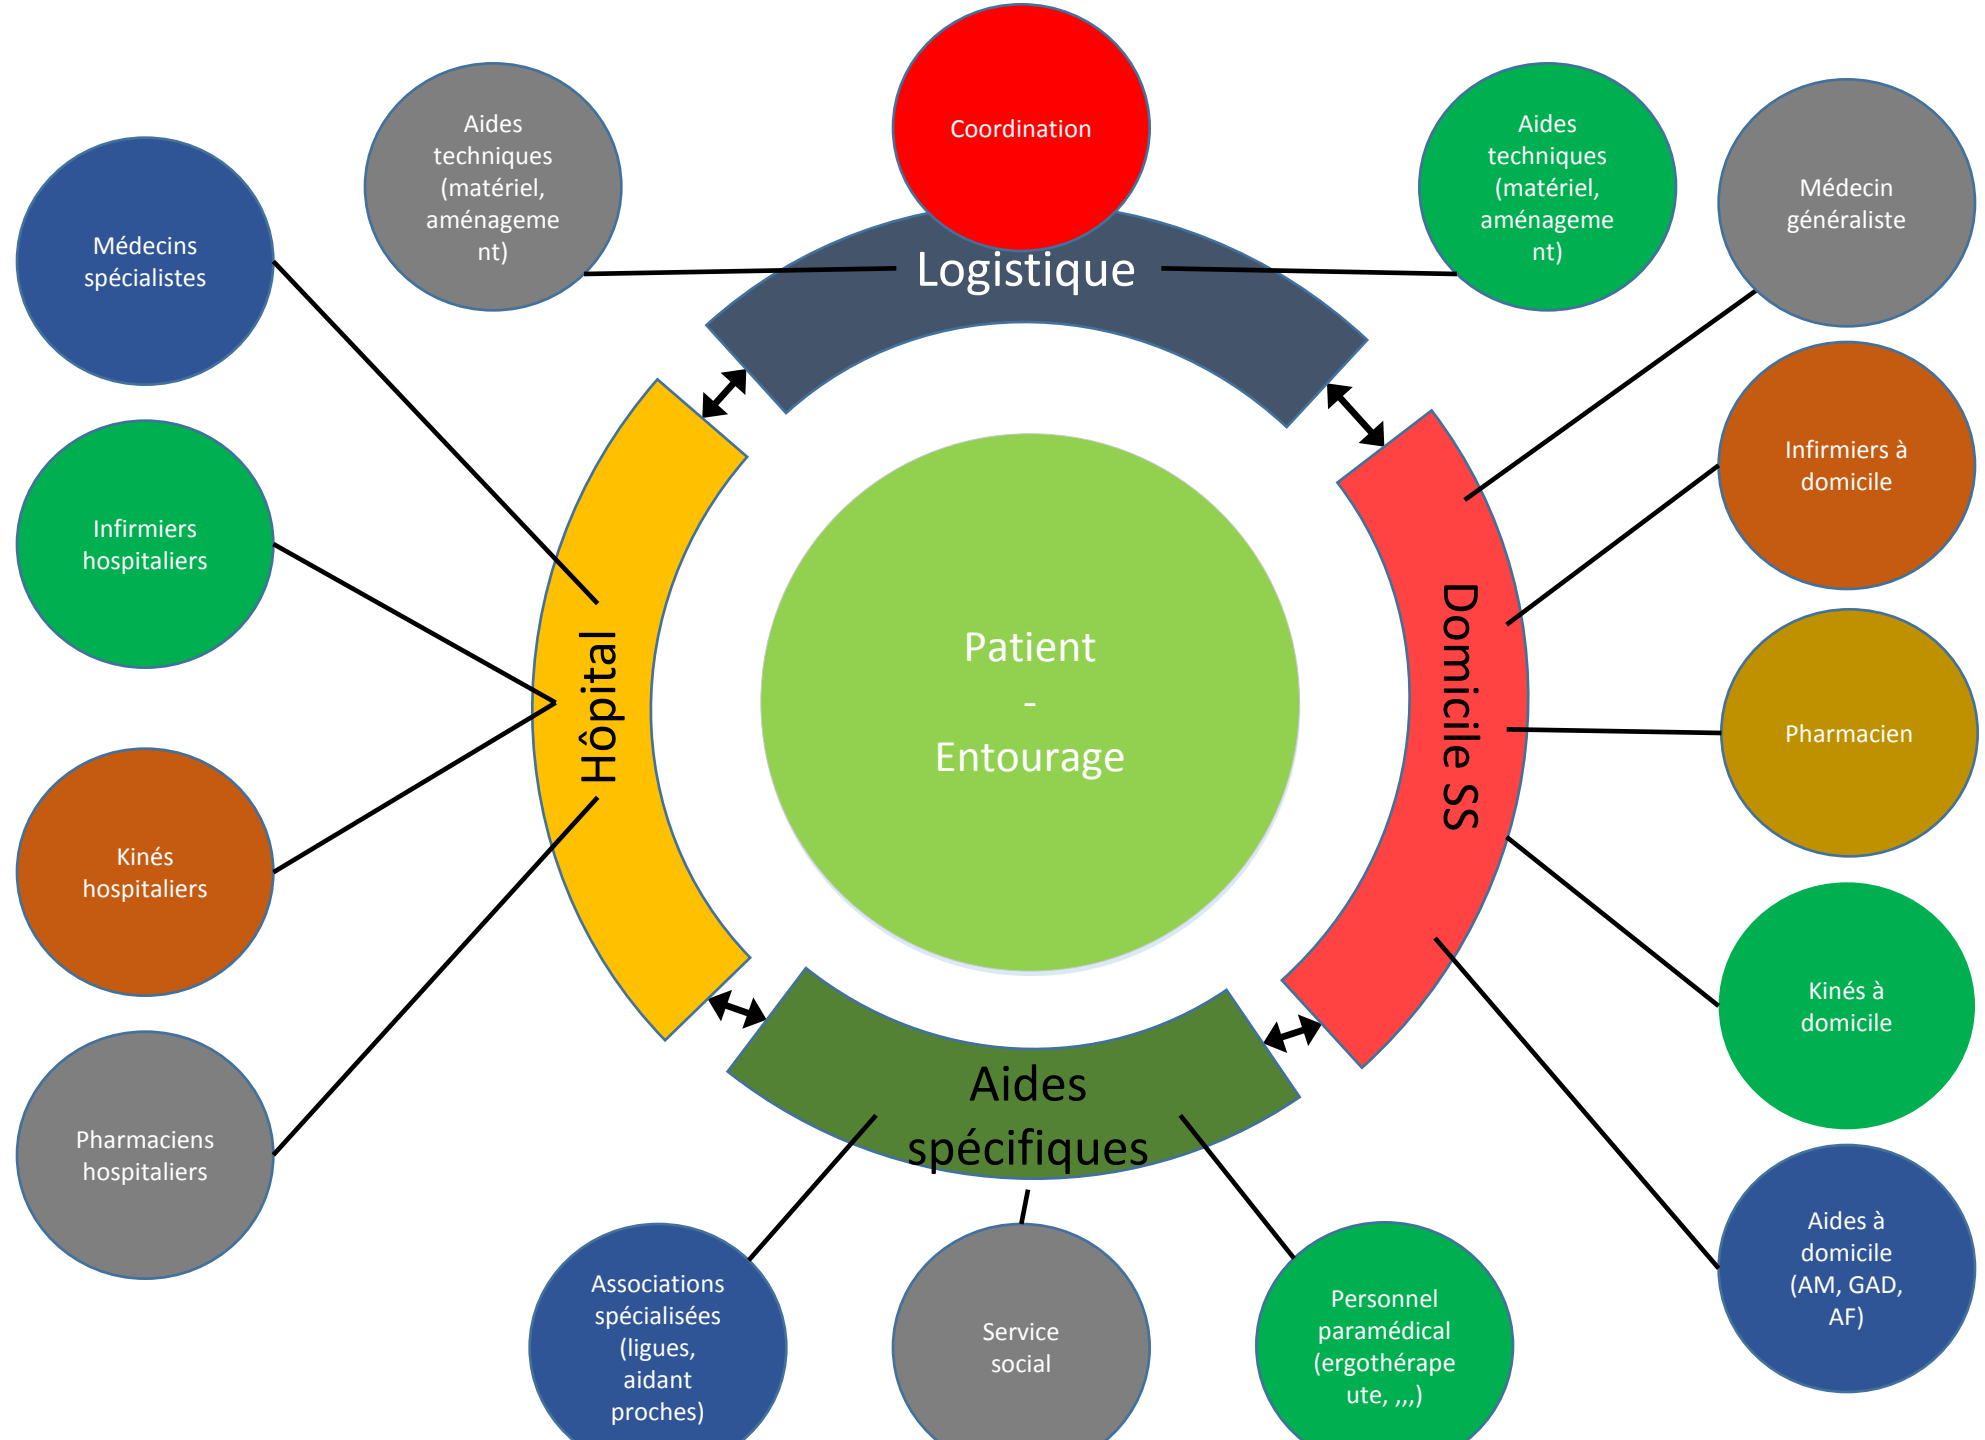 Coordination
Aides
techniques
(matériel,
aménageme
nt)
Aides
techniques
(matériel,
aménageme
nt)
Médecin
généraliste
Médecins
spécialistes
Logistique
Infirmiers à
domicile
Infirmiers
hospitaliers
Patient
-
Entourage
Hôpital
Domicile SS
Pharmacien
Kinés
hospitaliers
Kinés à
domicile
Pharmaciens
hospitaliers
Aides
spécifiques
Aides à
domicile
(AM, GAD,
AF)
Associations
spécialisées
(ligues,
aidant
proches)
Service
social
Personnel
paramédical
(ergothérape
ute, ,,,)